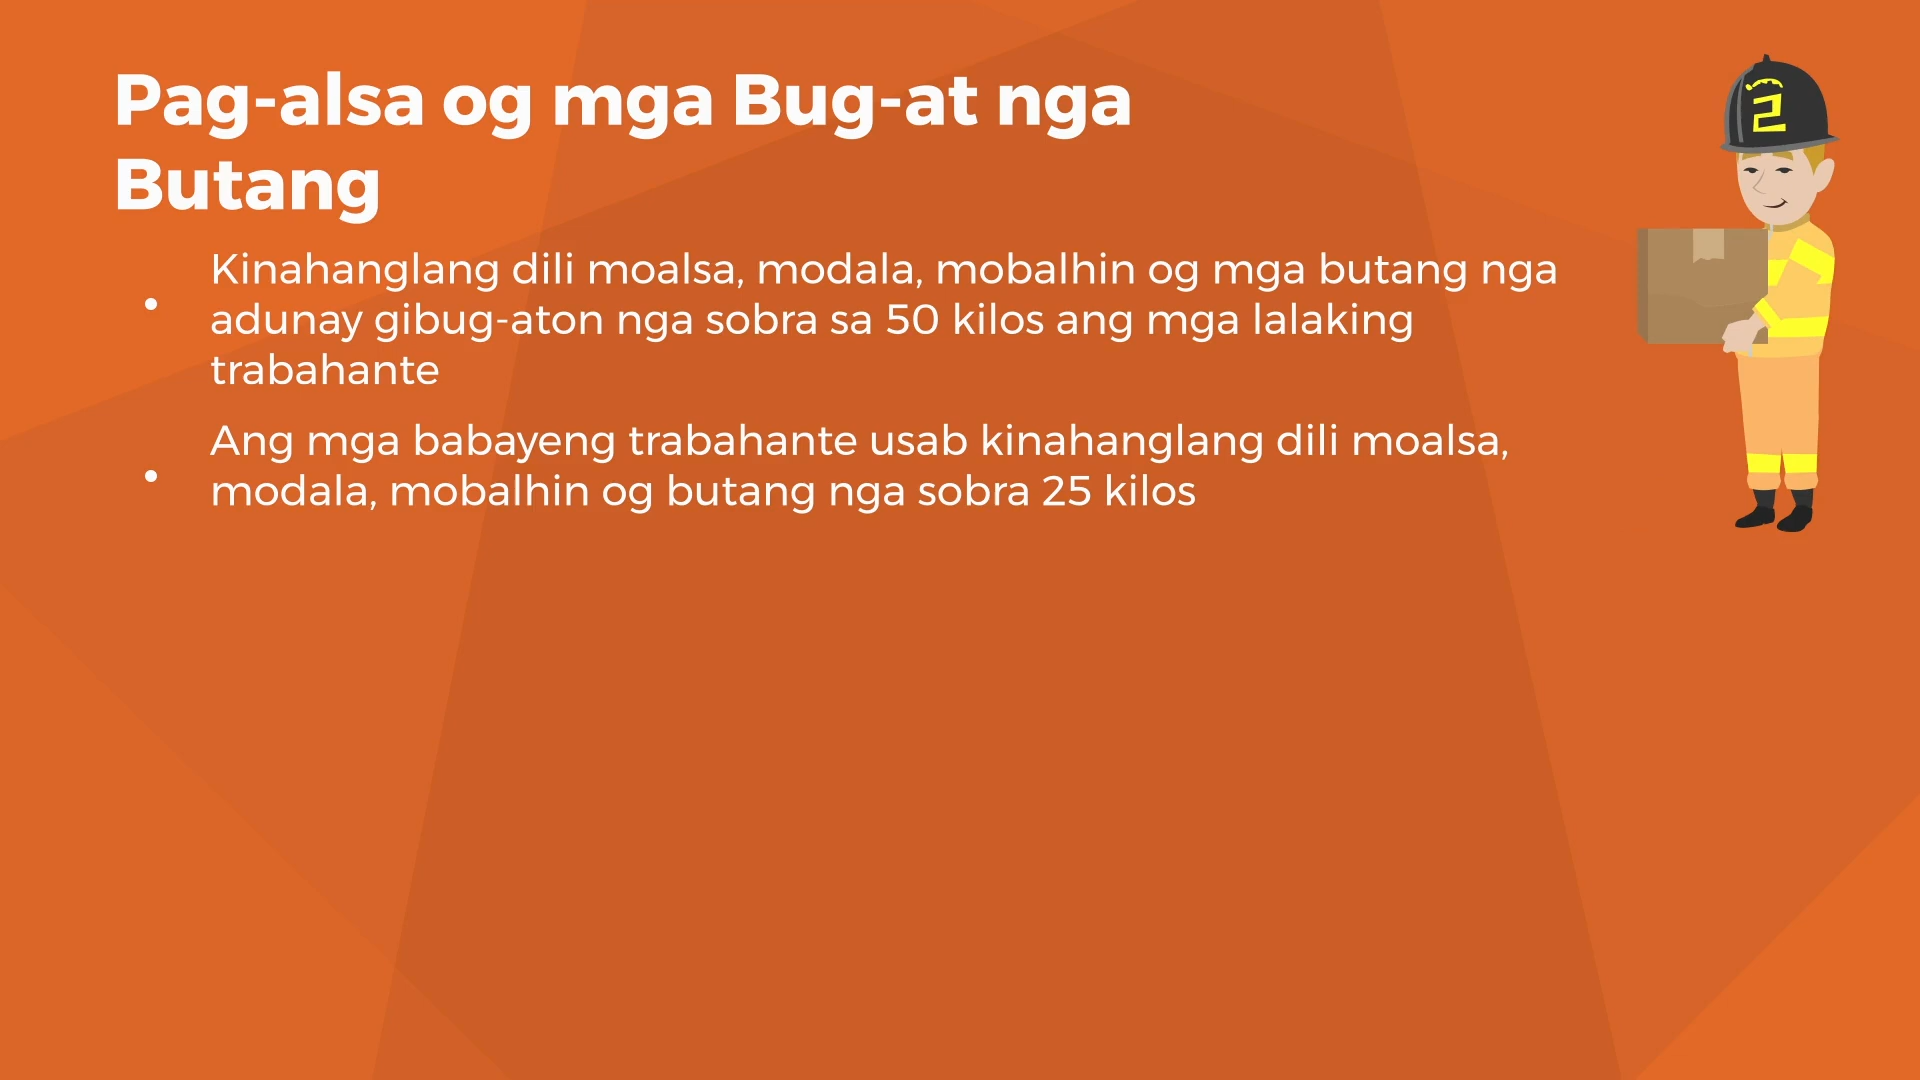 Pag-alsa og mga Bug-at nga
Butang
• Kinahanglang dili moalsa, modala, mobalhin og mga butang nga
adunay gibug-aton nga sobra sa 50 kilos ang mga lalaking
trabahante
• Ang mga babayeng trabahante usab kinahanglang dili moalsa,
modala, mobalhin og butang nga sobra 25 kilos
2